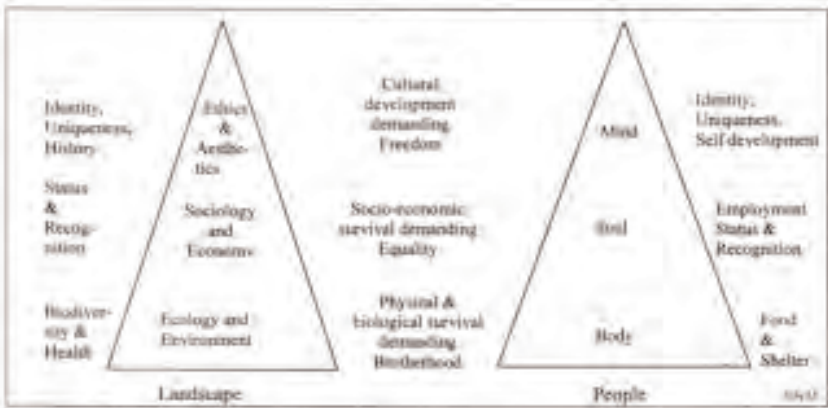 Identity,
Uniqueness,
History
Status
&
Recog-
nition
Biodiver-
sity &
Health
Ethics
&
Aesthe-
tics
Sociology
and
Economy
Ecology and
Environment
Landscape
Cultural
development
demanding
Freedom
Socio-economic
survival demanding
Equality
Physical &
biological survival
demanding
Brotherhood
Mind
Soul
Body
People
Identity,
Uniqueness,
Self development
Employment
Status &
Recognition
Food
&
Shelter